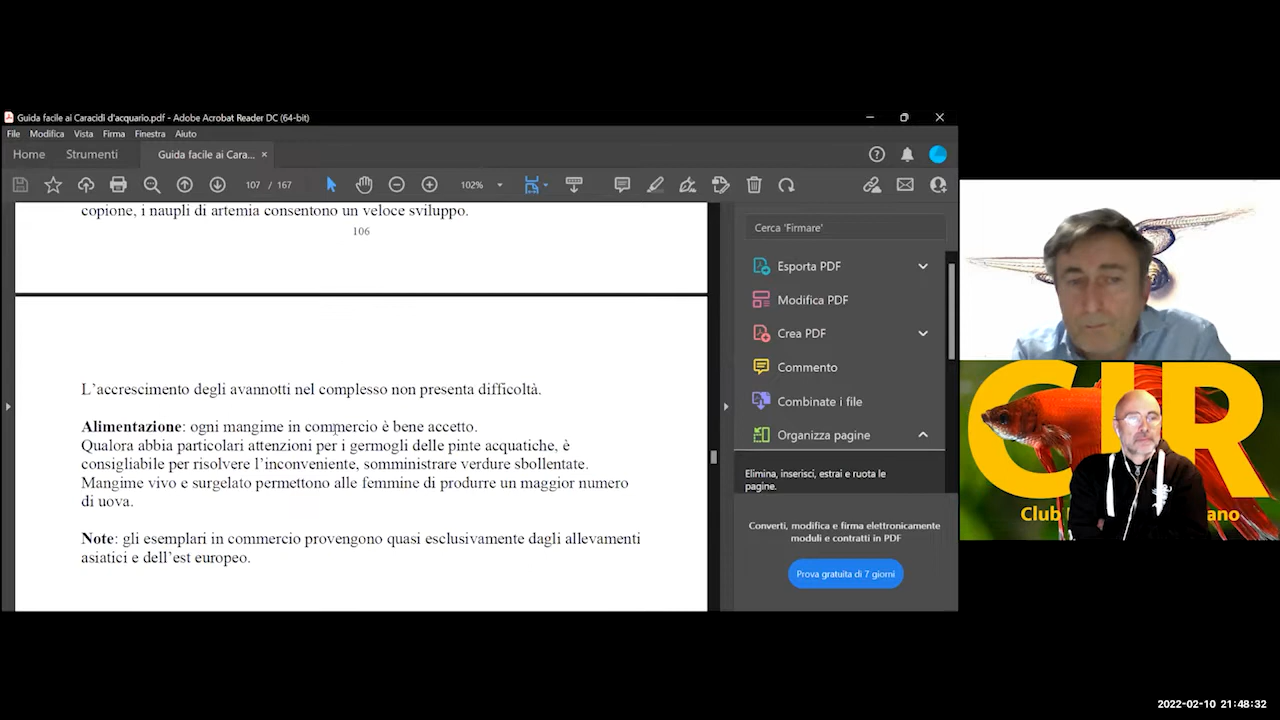 Guida facile ai Caracidi d'acquario.pdf - Adobe Acrobat Reader DC (64-bit)
File Modifica Vista Firma Finestra Aiuto
Home Strumenti Guida facile ai Cara... ×
107 / 167 102%
copione, i naupli di artemia consentono un veloce sviluppo.
106
L'accrescimento degli avannotti nel complesso non presenta difficoltà.
Alimentazione: ogni mangime in commercio è bene accetto.
Qualora abbia particolari attenzioni per i germogli delle pinte acquatiche, è
consigliabile per risolvere l'inconveniente, somministrare verdure sbollentate.
Mangime vivo e surgelato permettono alle femmine di produrre un maggior numero
di uova.
Note: gli esemplari in commercio provengono quasi esclusivamente dagli allevamenti
asiatici e dell'est europeo.
Cerca 'Firmare'
Esporta PDF
Modifica PDF
Crea PDF
Commento
Combinate i file
Organizza pagine
Elimina, inserisci, estrai e ruota le
pagine.
Converti, modifica e firma elettronicamente
moduli e contratti in PDF
Prova gratuita di 7 giorni
CIR
Club
2022-02-10 21:48:32